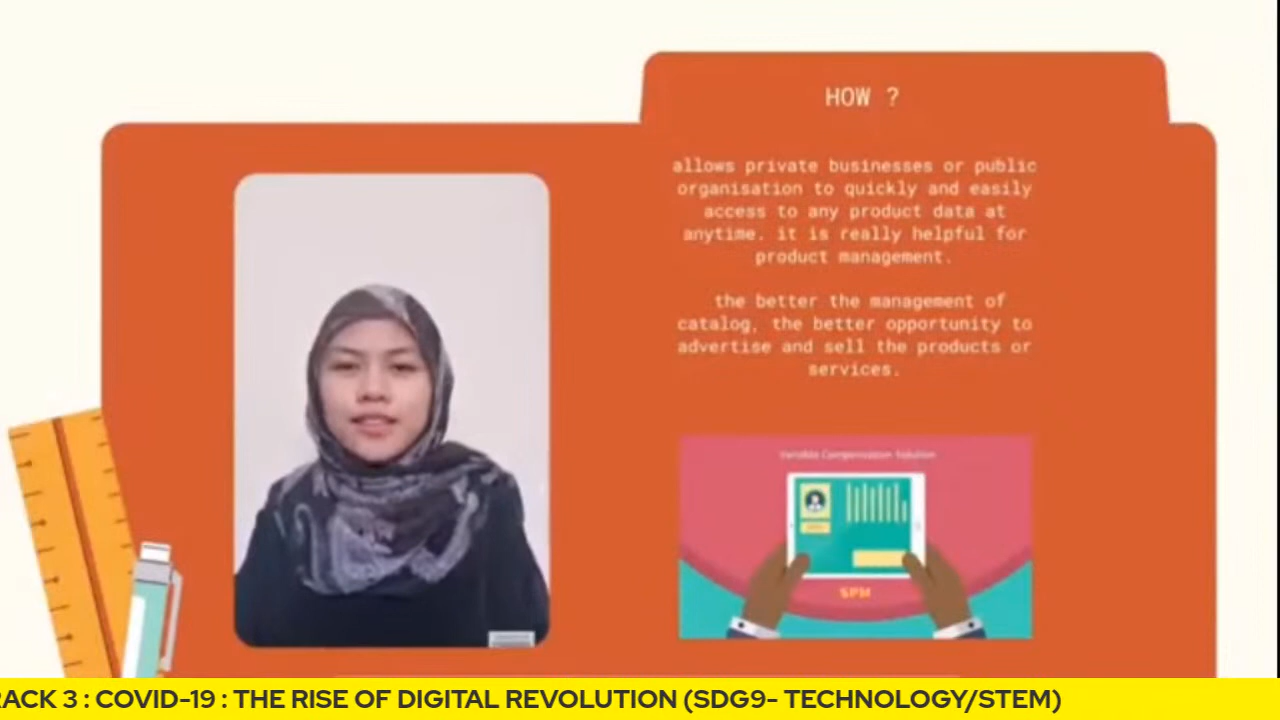 HOW ?
allows private businesses or public
organisation to quickly and easily
access to any product data at
anytime. it is really helpful for
product management.
the better the management of
catalog, the better opportunity to
advertise and sell the products or
services.
Variable Compensation Solution
SPM
RACK 3 : COVID-19 : THE RISE OF DIGITAL REVOLUTION (SDG9- TECHNOLOGY/STEM)